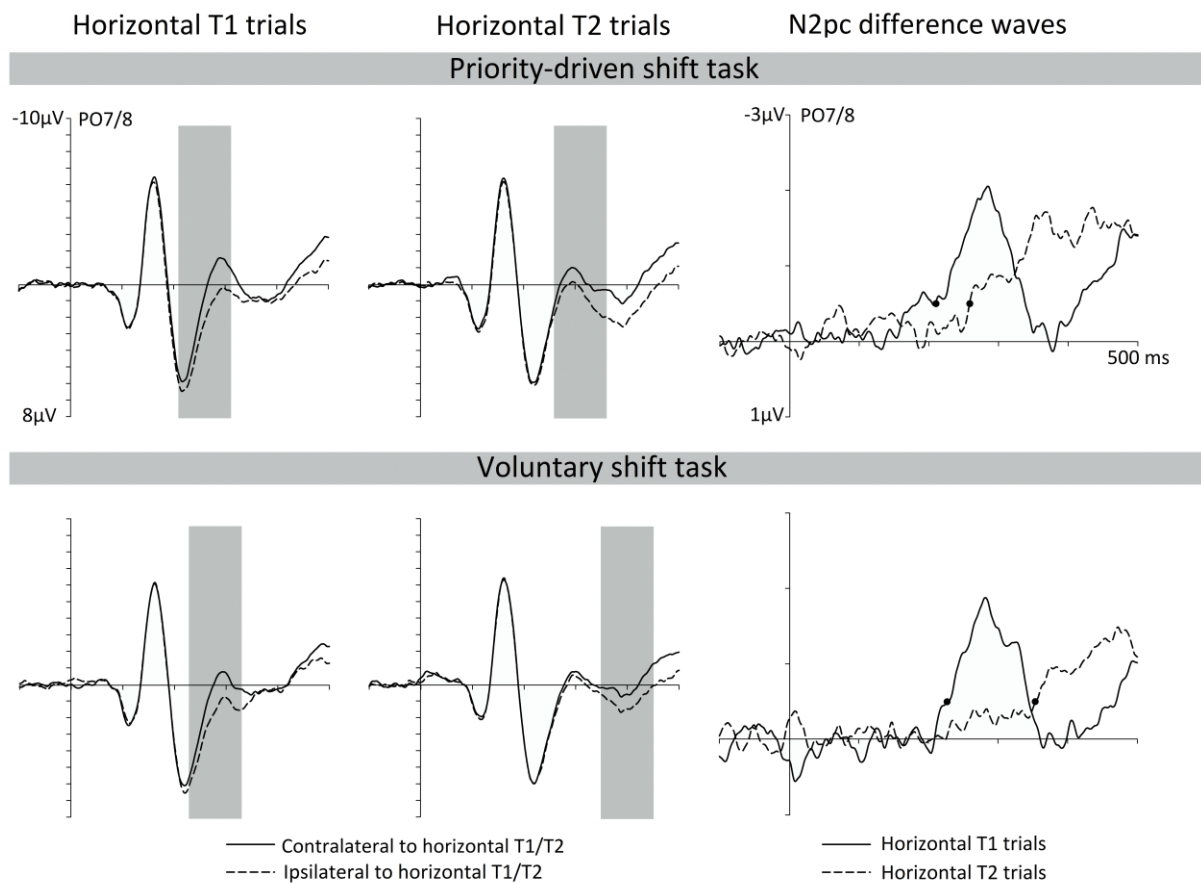 Horizontal T1 trials
Horizontal T2 trials
N2pc difference waves
Priority-driven shift task
-10µV
PO7/8
-3µV
PO7/8
500 ms
8µV
1µV
Voluntary shift task
Contralateral to horizontal T1/T2
Ipsilateral to horizontal T1/T2
Horizontal T1 trials
Horizontal T2 trials